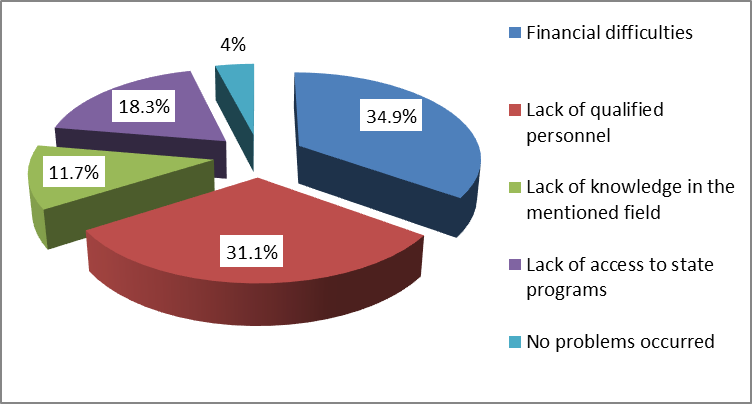 4%
34.9%
18.3%
11.7%
31.1%
Financial difficulties
Lack of qualified
personnel
Lack of knowledge in the
mentioned field
Lack of access to state
programs
No problems occurred